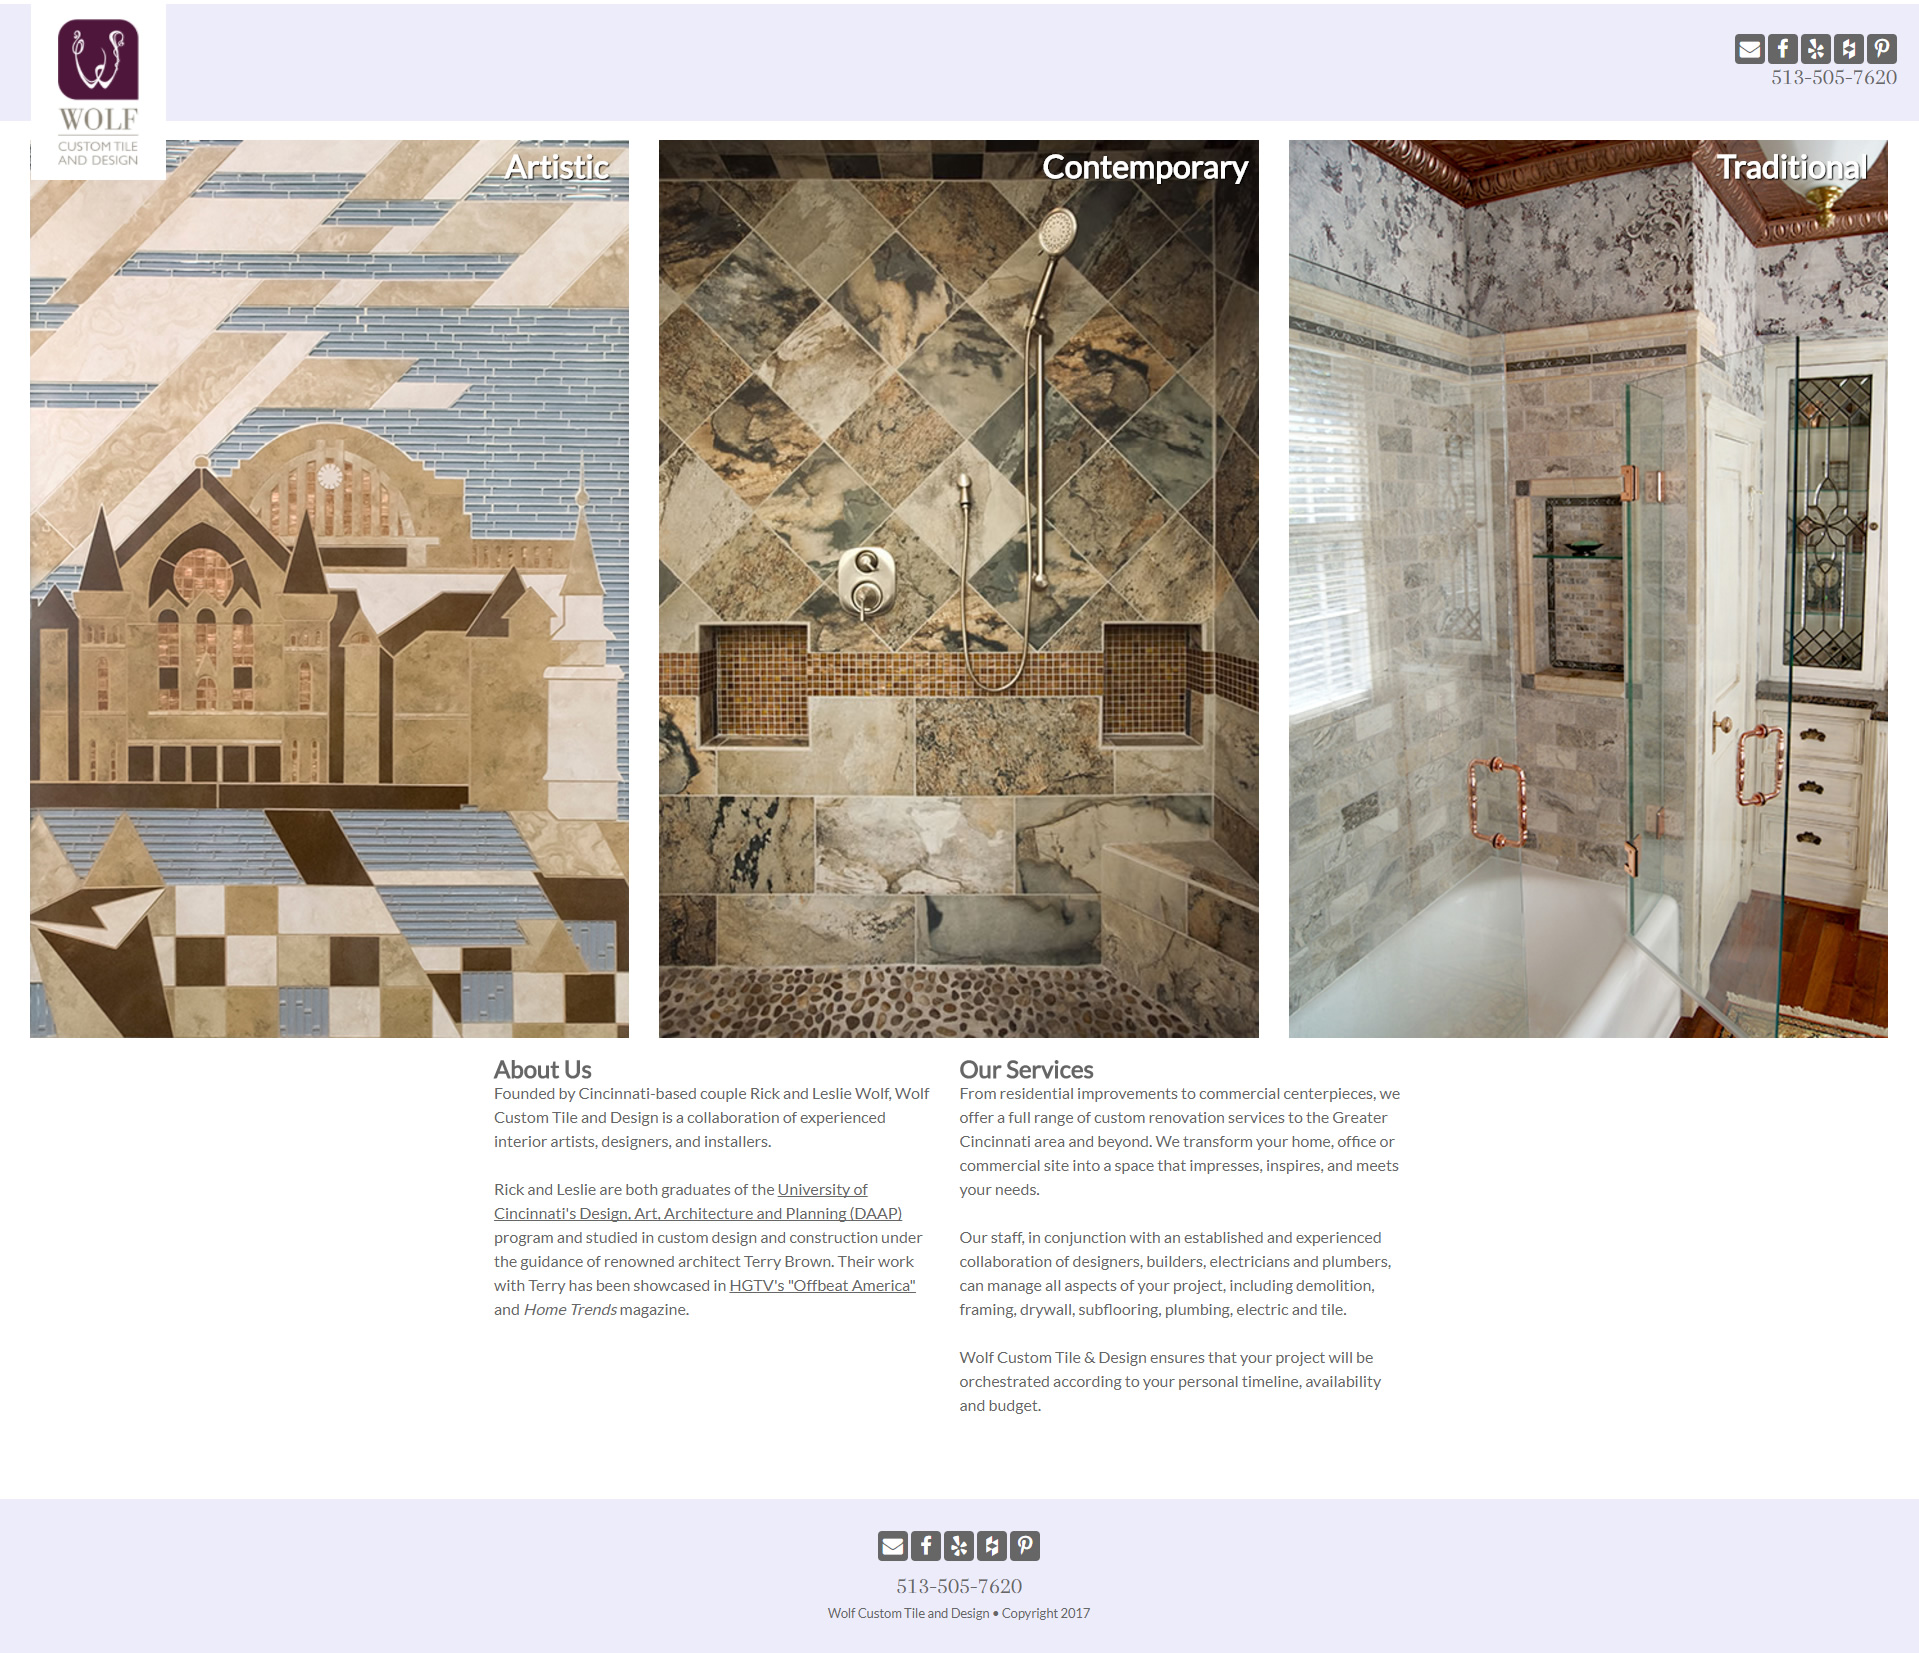 WOLF
CUSTOM TILE
AND DESIGN
513-505-7620
Artistic
Contemporary
Traditional
About Us
Founded by Cincinnati-based couple Rick and Leslie Wolf, Wolf
Custom Tile and Design is a collaboration of experienced
interior artists, designers, and installers.
Rick and Leslie are both graduates of the University of
Cincinnati's Design, Art, Architecture and Planning (DAAP)
program and studied in custom design and construction under
the guidance of renowned architect Terry Brown. Their work
with Terry has been showcased in HGTV's "Offbeat America"
and Home Trends magazine.
Our Services
From residential improvements to commercial centerpieces, we
offer a full range of custom renovation services to the Greater
Cincinnati area and beyond. We transform your home, office or
commercial site into a space that impresses, inspires, and meets
your needs.
Our staff, in conjunction with an established and experienced
collaboration of designers, builders, electricians and plumbers,
can manage all aspects of your project, including demolition,
framing, drywall, subflooring, plumbing, electric and tile.
Wolf Custom Tile & Design ensures that your project will be
orchestrated according to your personal timeline, availability
and budget.
513-505-7620
Wolf Custom Tile and Design • Copyright 2017